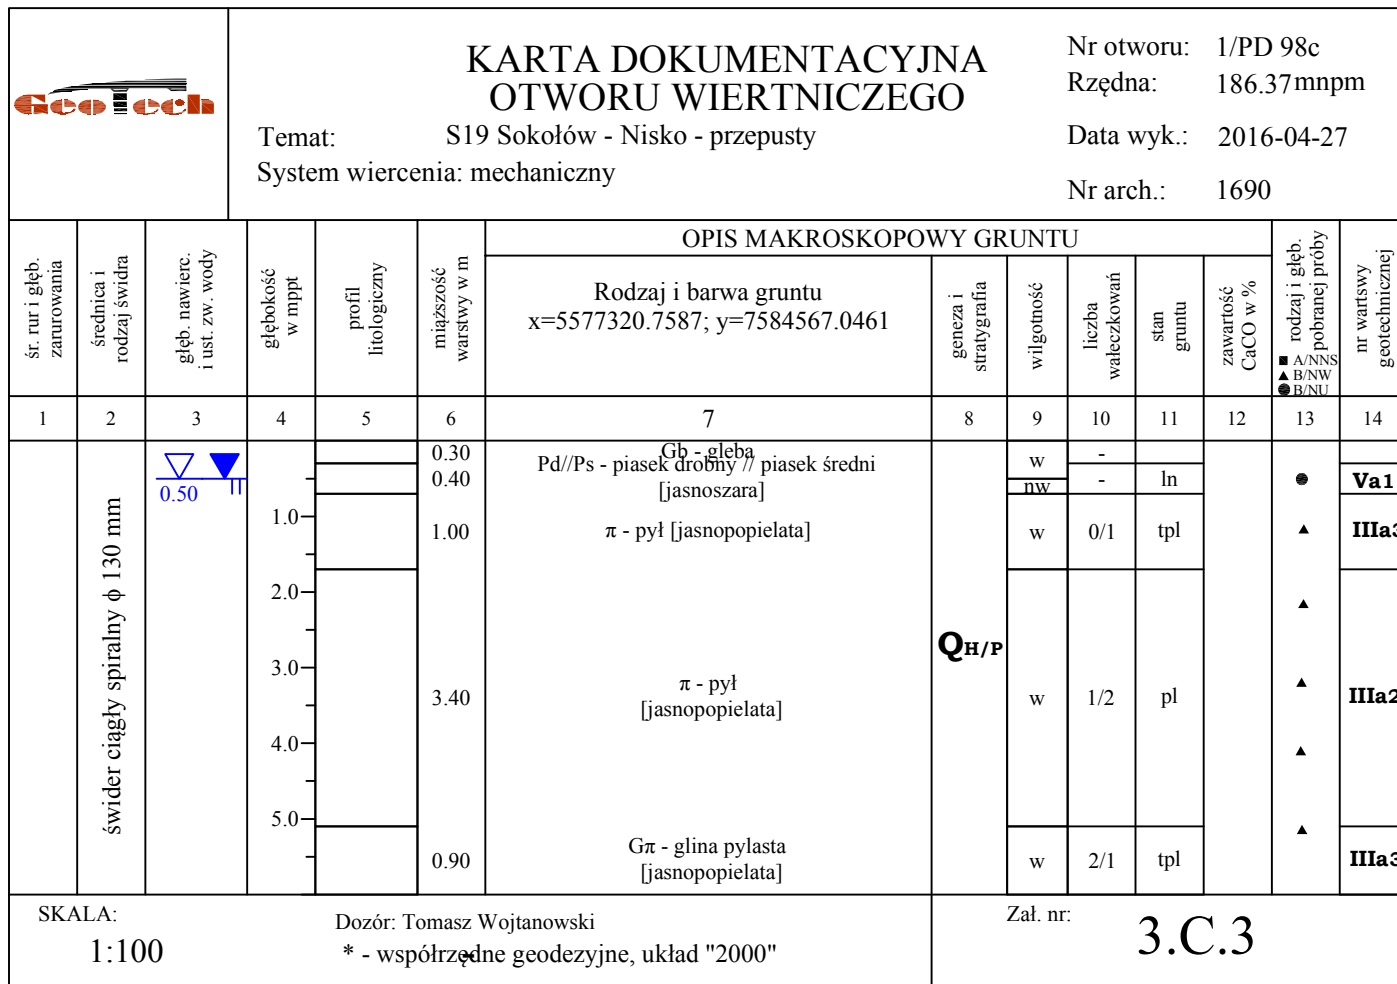 GeoTech
KARTA DOKUMENTACYJNA
OTWORU WIERTNICZEGO
Temat: S19 Sokołów - Nisko - przepusty
System wiercenia: mechaniczny
Nr otworu: 1/PD 98c
Rzędna: 186.37 mnpm
Data wyk.: 2016-04-27
Nr arch.: 1690
śr. rur i głęb.
zarurowania
średnica i
rodzaj świdra
głęb. nawierc.
i ust. zw. wody
głębokość
w mppt
profil
litologiczny
miąższość
warstwy w m
OPIS MAKROSKOPOWY GRUNTU
Rodzaj i barwa gruntu
x=5577320.7587; y=7584567.0461
geneza i
stratygrafia
wilgotność
liczba
wałeczkowań
stan
gruntu
zawartość
CaCO w %
rodzaj i głęb.
pobranej próby
■ A/NNS
▲ B/NW
● B/NU
nr wartswy
geotechnicznej
1 2 3 4 5 6 7 8 9 10 11 12 13 14
świder ciągły spiralny ϕ 130 mm
0.50
1.0
2.0
3.0
4.0
5.0
0.30 Gb - gleba w -
0.40 Pd//Ps - piasek drobny // piasek średni
[jasnoszara] nw - ln Va1
1.00 π - pył [jasnopopielata] w 0/1 tpl IIIa3
QH/P
3.40 π - pył
[jasnopopielata] w 1/2 pl IIIa2
0.90 Gπ - glina pylasta
[jasnopopielata] w 2/1 tpl IIIa3
SKALA:
1:100
Dozór: Tomasz Wojtanowski
* - współrzędne geodezyjne, układ "2000"
Zał. nr:
3.C.3